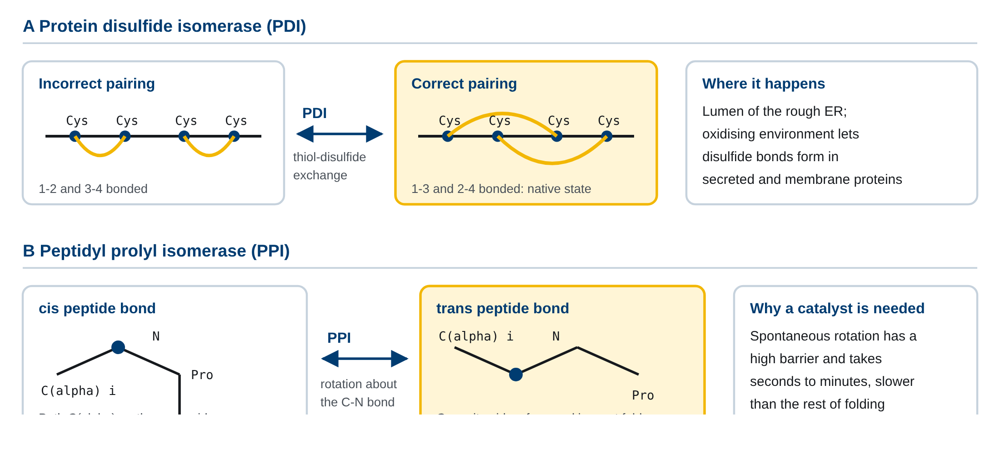 A Protein disulfide isomerase (PDI)
Incorrect pairing
Cys Cys Cys Cys
1-2 and 3-4 bonded
PDI
thiol-disulfide
exchange
Correct pairing
Cys Cys Cys Cys
1-3 and 2-4 bonded: native state
Where it happens
Lumen of the rough ER;
oxidising environment lets
disulfide bonds form in
secreted and membrane proteins
B Peptidyl prolyl isomerase (PPI)
cis peptide bond
N
Pro
C(alpha) i
PPI
rotation about
the C-N bond
trans peptide bond
C(alpha) i N
Pro
Why a catalyst is needed
Spontaneous rotation has a
high barrier and takes
seconds to minutes, slower
than the rest of folding